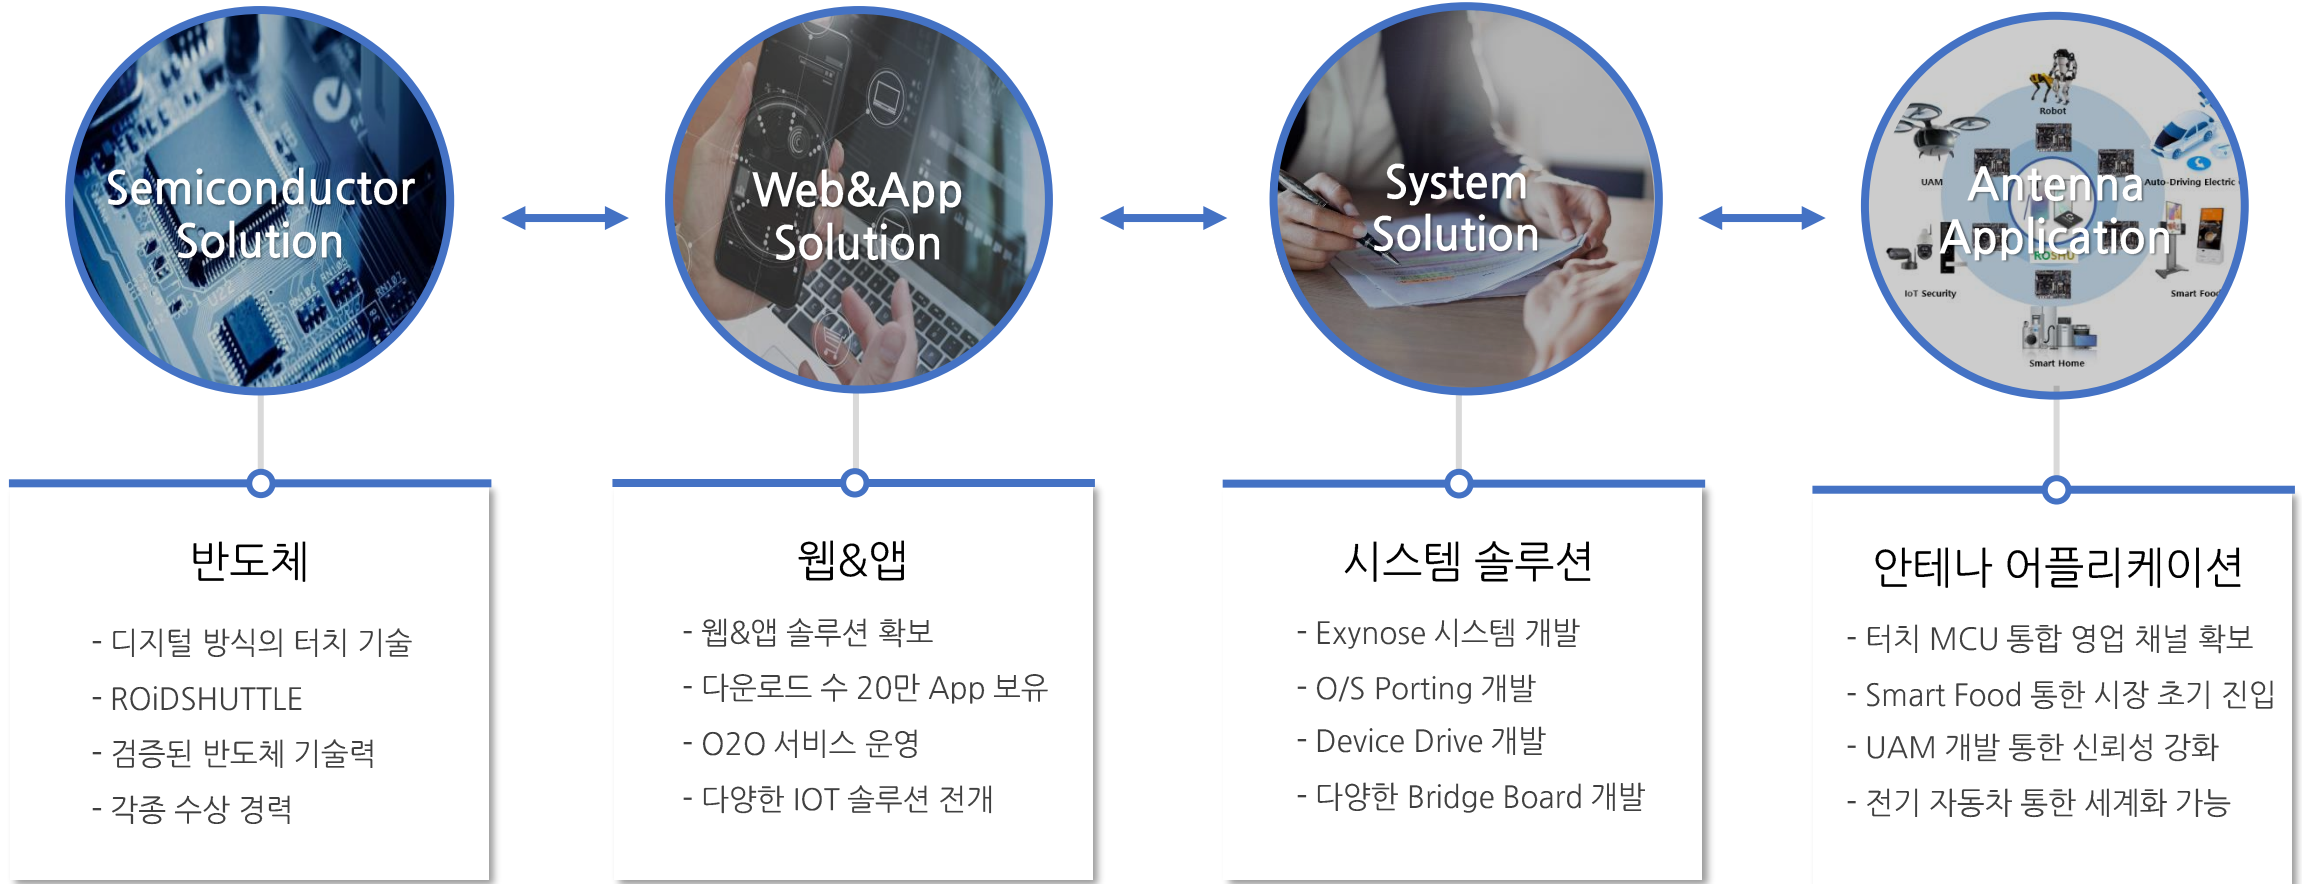 Semiconductor
Solution
Web&App
Solution
System
Solution
Antenna
Application
Robot
UAM
Auto-Driving Electric
IoT Security
ROSHU
Smart Food
Smart Home
RN106
RN107
U22
반도체
- 디지털 방식의 터치 기술
- ROiDSHUTTLE
- 검증된 반도체 기술력
- 각종 수상 경력
웹&앱
- 웹&앱 솔루션 확보
- 다운로드 수 20만 App 보유
- O2O 서비스 운영
- 다양한 IOT 솔루션 전개
시스템 솔루션
- Exynose 시스템 개발
- O/S Porting 개발
- Device Drive 개발
- 다양한 Bridge Board 개발
안테나 어플리케이션
- 터치 MCU 통합 영업 채널 확보
- Smart Food 통한 시장 초기 진입
- UAM 개발 통한 신뢰성 강화
- 전기 자동차 통한 세계화 가능